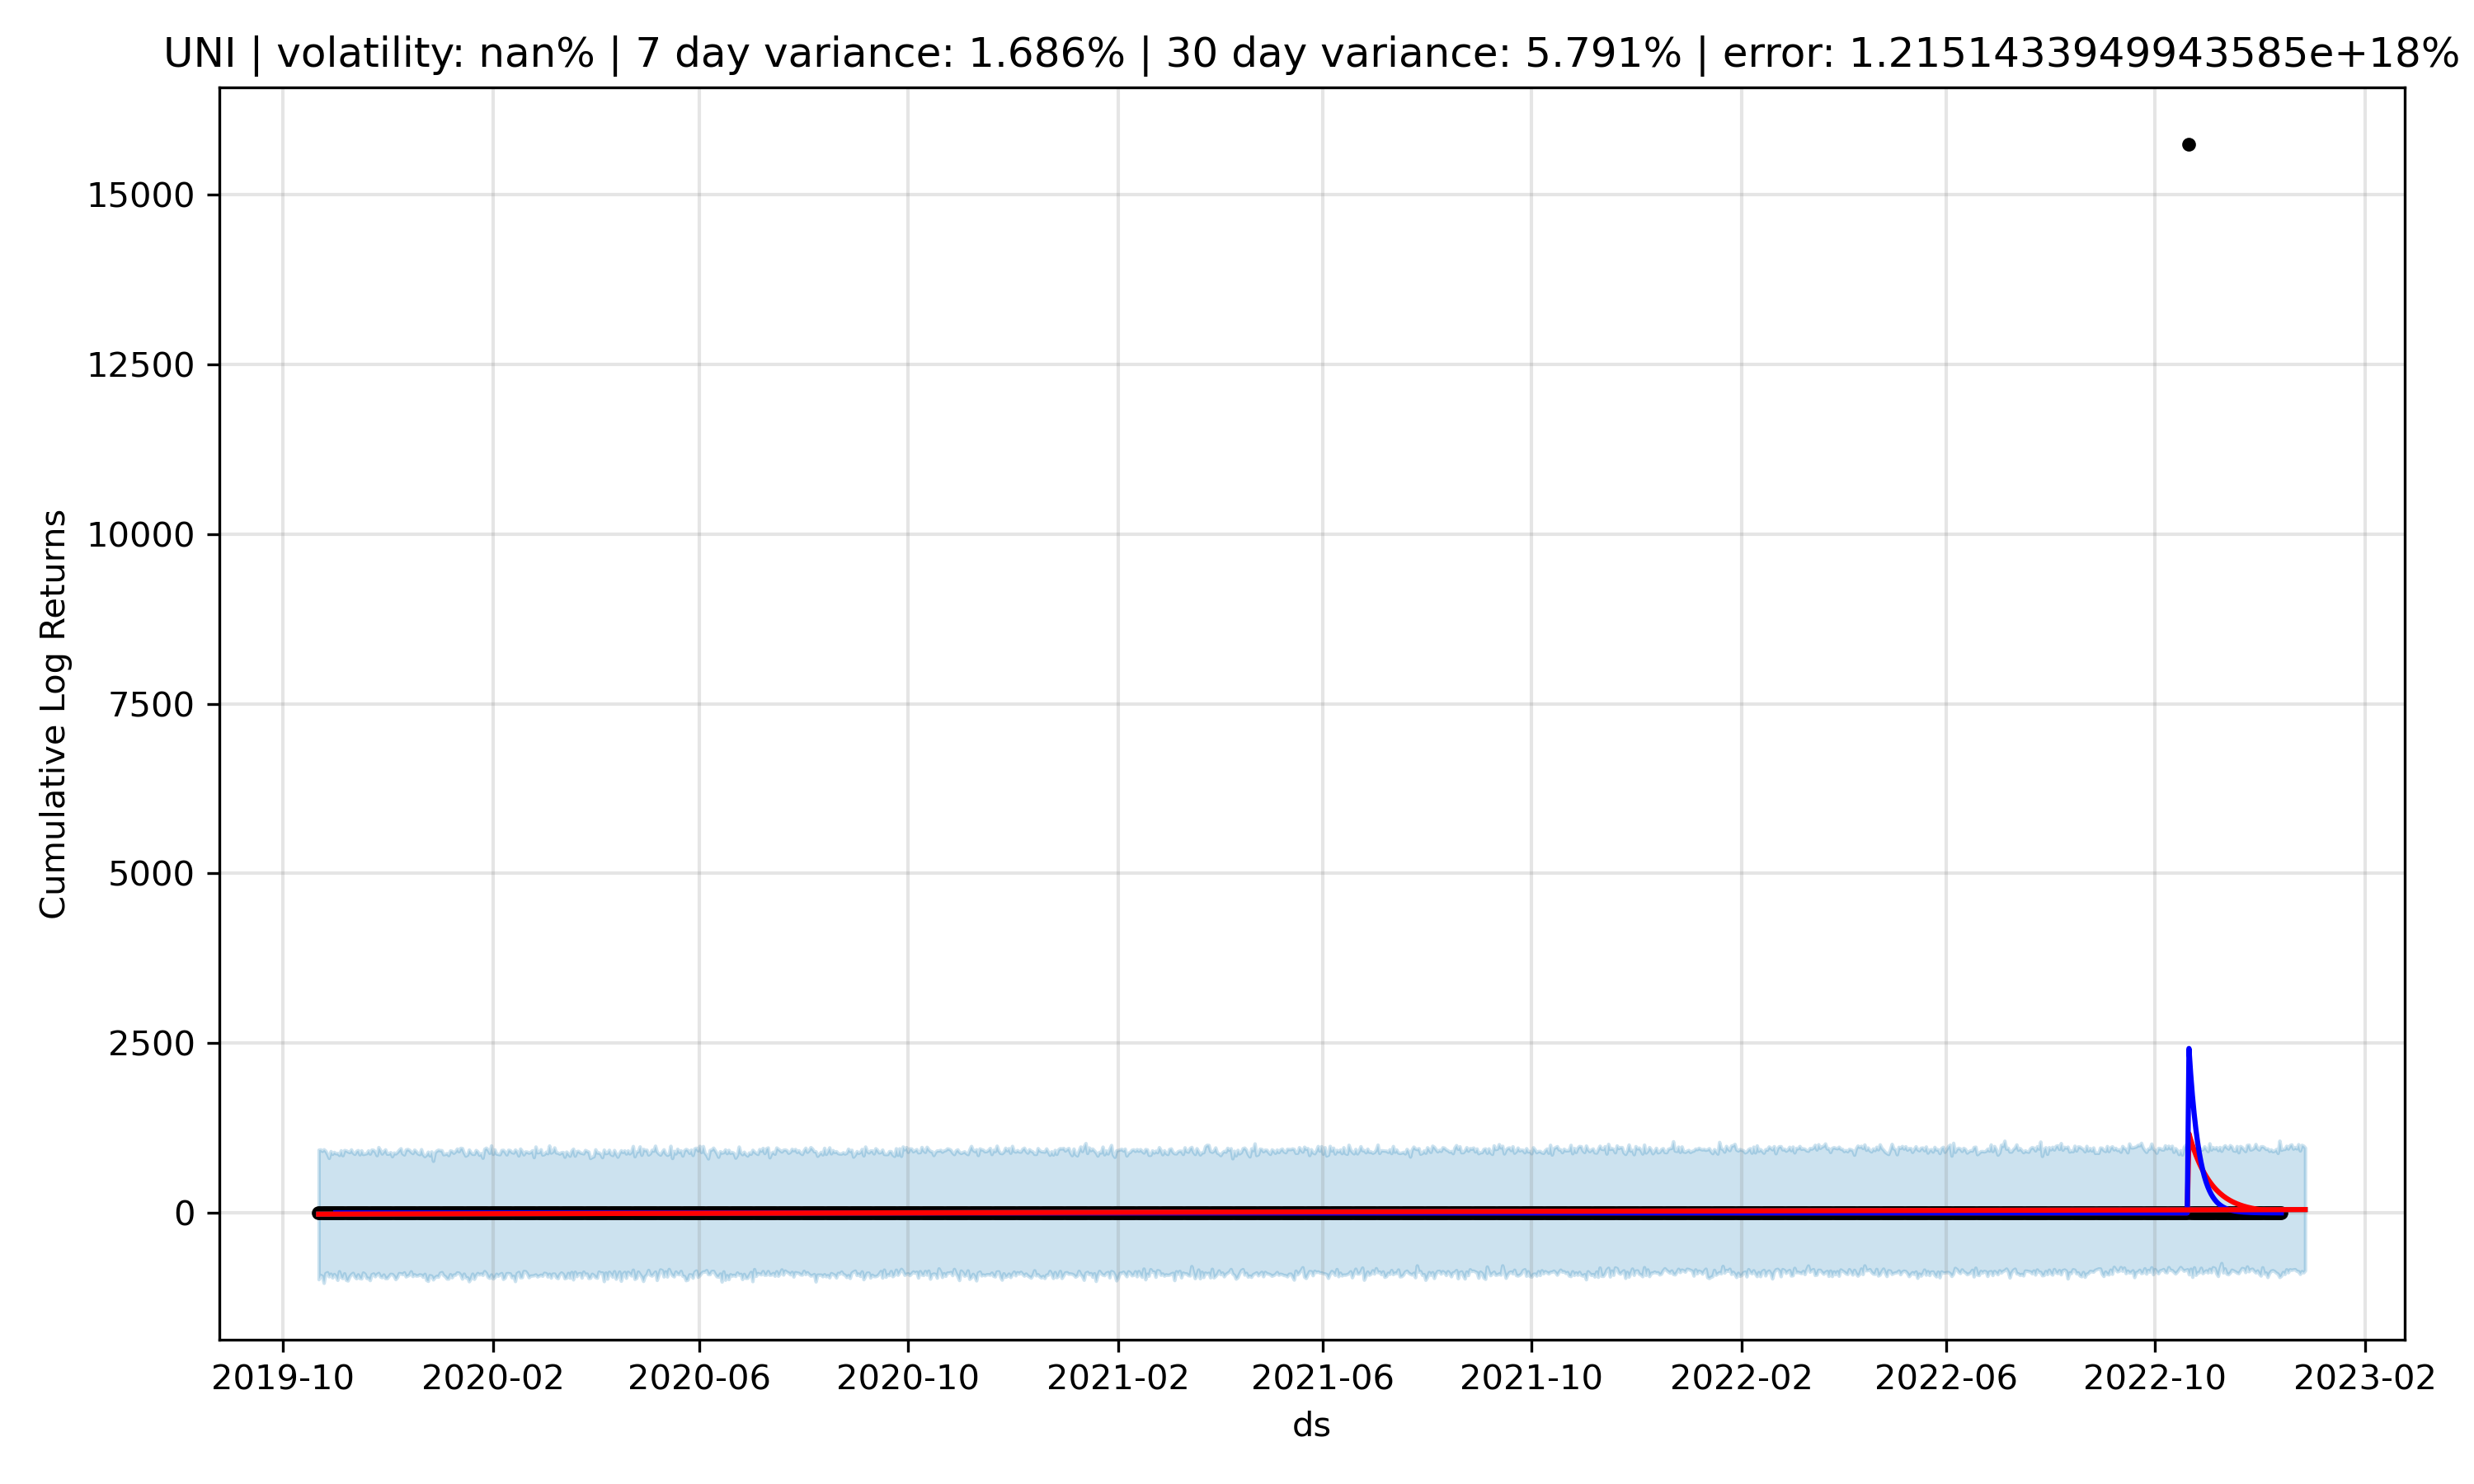 UNI | volatility: nan% | 7 day variance: 1.686% | 30 day variance: 5.791% | error: 1.2151433949943585e+18%
Cumulative Log Returns
15000
12500
10000
7500
5000
2500
0
2019-10 2020-02 2020-06 2020-10 2021-02 2021-06 2021-10 2022-02 2022-06 2022-10 2023-02
ds